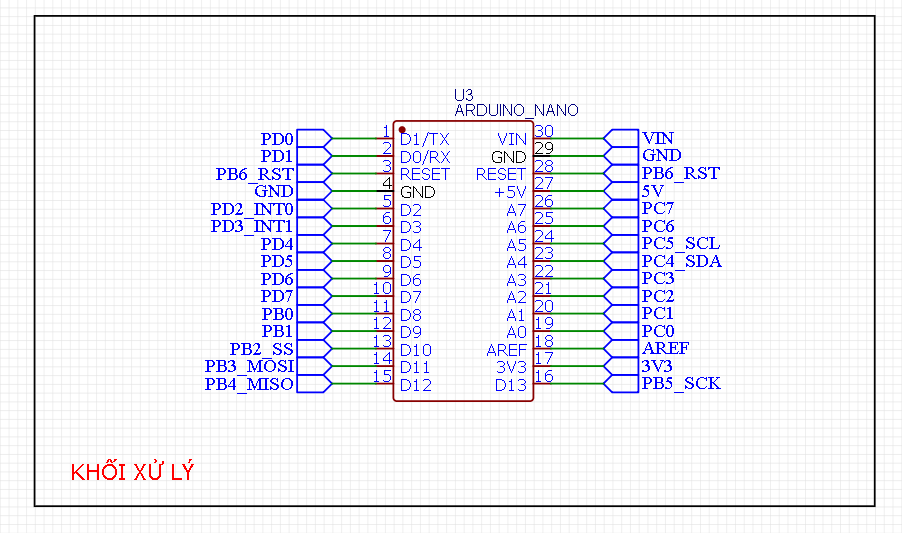 U3
ARDUINO_NANO
PD0 1 D1/TX VIN 30 VIN
PD1 2 D0/RX GND 29 GND
PB6_RST 3 RESET RESET 28 PB6_RST
GND 4 GND +5V 27 5V
PD2_INT0 5 D2 A7 26 PC7
PD3_INT1 6 D3 A6 25 PC6
PD4 7 D4 A5 24 PC5_SCL
PD5 8 D5 A4 23 PC4_SDA
PD6 9 D6 A3 22 PC3
PD7 10 D7 A2 21 PC2
PB0 11 D8 A1 20 PC1
PB1 12 D9 A0 19 PC0
PB2_SS 13 D10 AREF 18 AREF
PB3_MOSI 14 D11 3V3 17 3V3
PB4_MISO 15 D12 D13 16 PB5_SCK
KHỐI XỬ LÝ